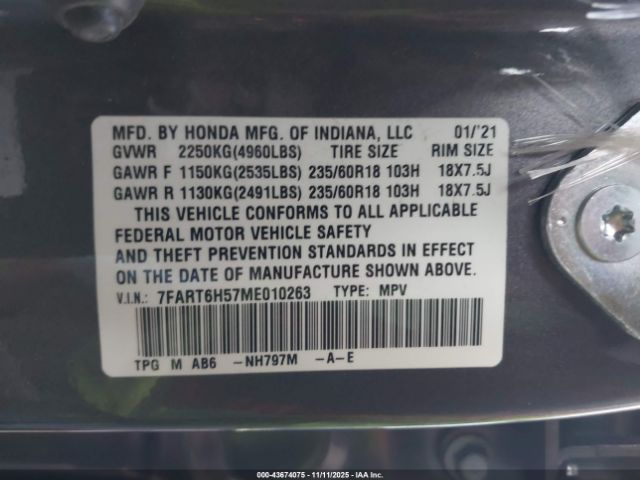 MFD. BY HONDA MFG. OF INDIANA, LLC 01/'21
GVWR 2250KG(4960LBS) TIRE SIZE RIM SIZE
GAWR F 1150KG(2535LBS) 235/60R18 103H 18X7.5J
GAWR R 1130KG(2491LBS) 235/60R18 103H 18X7.5J
THIS VEHICLE CONFORMS TO ALL APPLICABLE
FEDERAL MOTOR VEHICLE SAFETY
AND THEFT PREVENTION STANDARDS IN EFFECT
ON THE DATE OF MANUFACTURE SHOWN ABOVE.
V.I.N.: 7FART6H57ME010263 TYPE: MPV
TPG M AB6 -NH797M -A-E
000-43674075 - 11/11/2025 - IAAI.COM